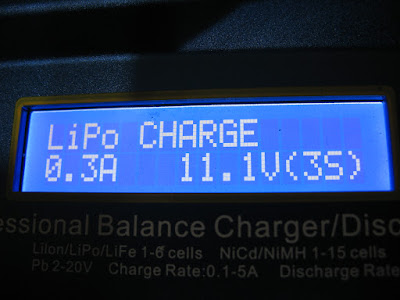 LiPo CHARGE
0.3A 11.1V(3S)
essional Balance Charger/Disc
LiIon/LiPo/LiFe 1-6 cells NiCd/NiMH 1-15 cells
Pb 2-20V Charge Rate:0.1-5A Discharge Rate